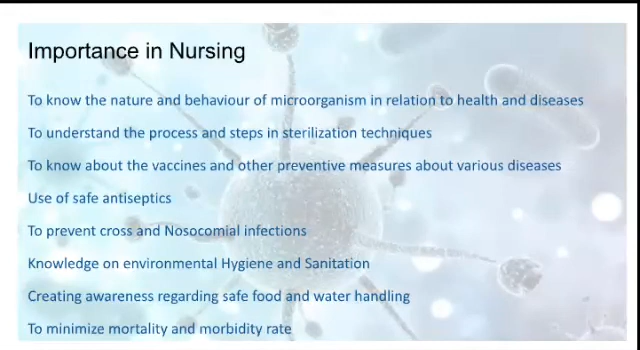 Importance in Nursing
To know the nature and behaviour of microorganism in relation to health and diseases
To understand the process and steps in sterilization techniques
To know about the vaccines and other preventive measures about various diseases
Use of safe antiseptics
To prevent cross and Nosocomial infections
Knowledge on environmental Hygiene and Sanitation
Creating awareness regarding safe food and water handling
To minimize mortality and morbidity rate